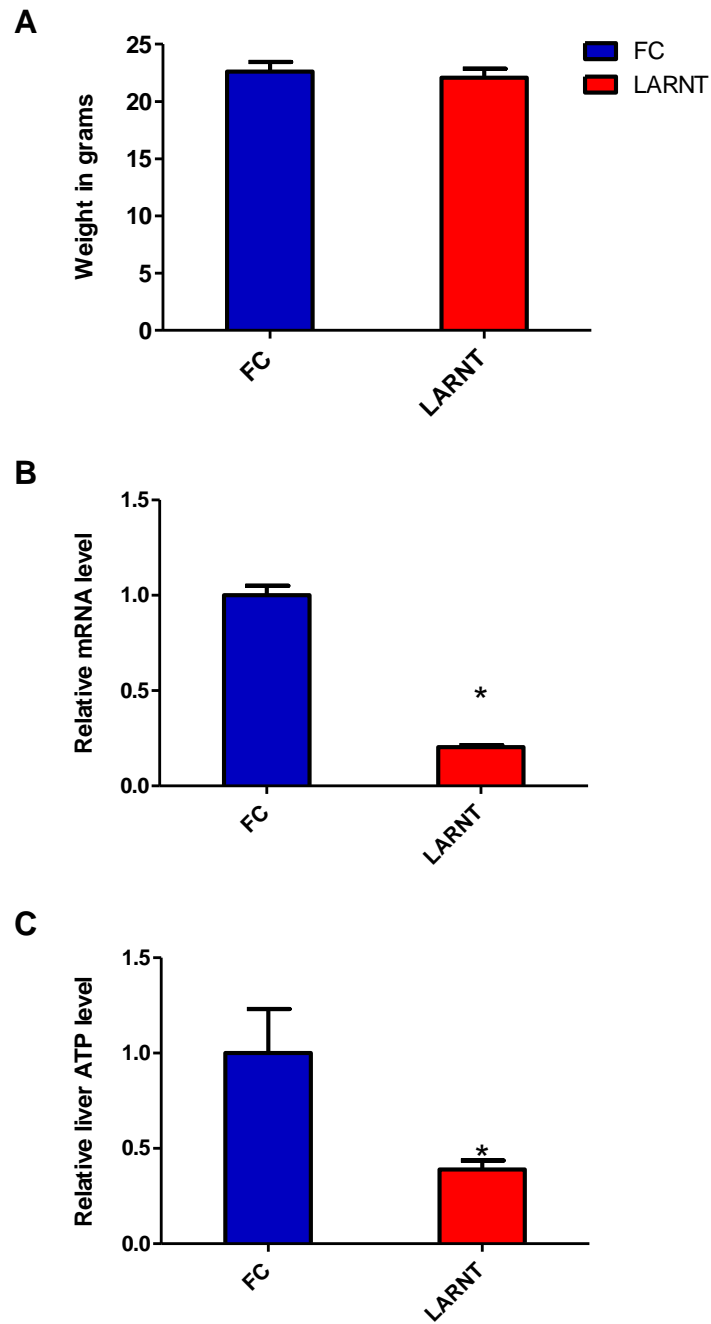 A
25
20
15
10
5
0
Weight in grams
FC
LARNT
FC
LARNT
B
1.5
1.0
0.5
0.0
Relative mRNA level
*
FC
LARNT
C
1.5
1.0
0.5
0.0
Relative liver ATP level
*
FC
LARNT